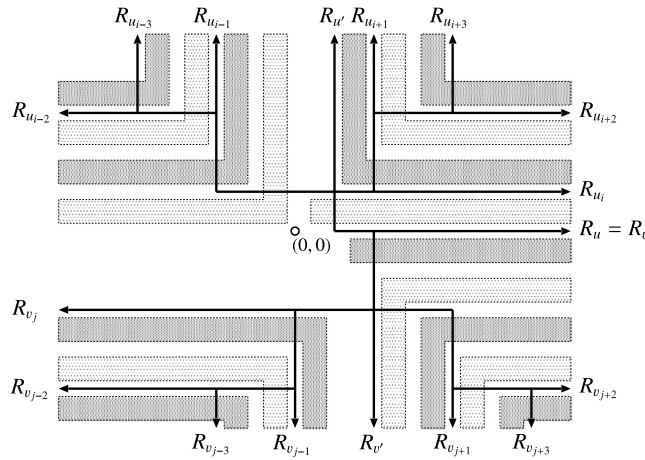 R_{u_{i-3}} R_{u_{i-1}} R_{u'} R_{u_{i+1}} R_{u_{i+3}}
R_{u_{i-2}} R_{u_{i+2}}
R_{u_i}
R_u = R_v
(0,0)
R_{v_j}
R_{v_{j-2}} R_{v_{j+2}}
R_{v_{j-3}} R_{v_{j-1}} R_{v'} R_{v_{j+1}} R_{v_{j+3}}